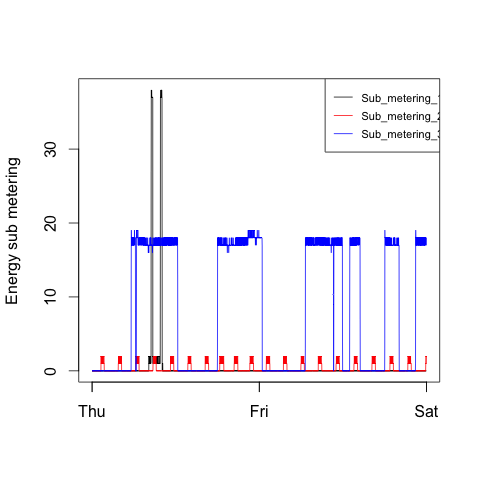 Energy sub metering
30
20
10
0
Sub_metering_1
Sub_metering_2
Sub_metering_3
Thu Fri Sat